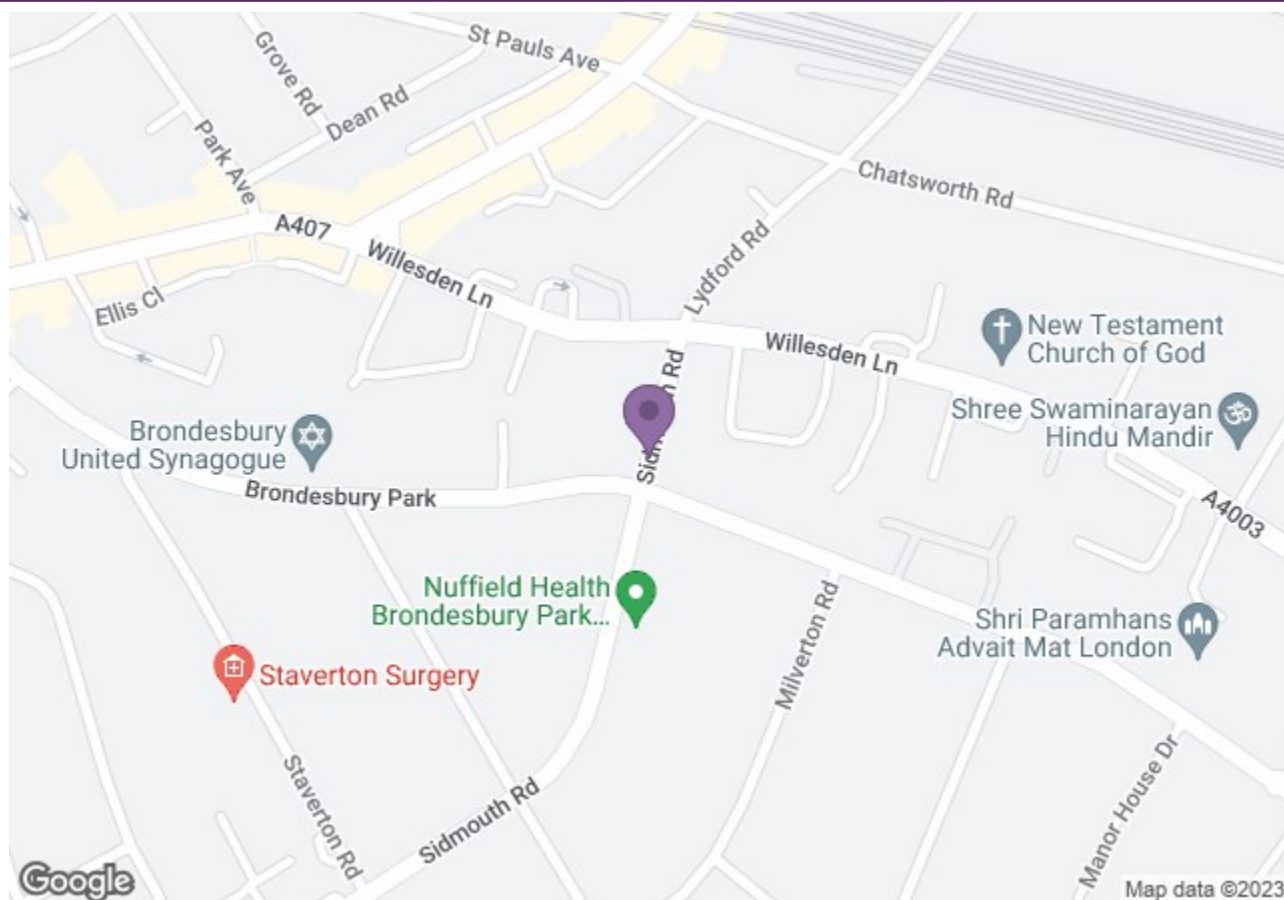 St Pauls Ave
Grove Rd
Dean Rd
Park Ave
Chatsworth Rd
A407
Willesden Ln
Lydford Rd
Ellis Cl
New Testament
Church of God
Willesden Ln
Rd
Shree Swaminarayan
Hindu Mandir
Brondesbury
United Synagogue
Brondesbury Park
A4003
Nuffield Health
Brondesbury Park...
Milverton Rd
Shri Paramhans
Advait Mat London
Staverton Surgery
Staverton Rd
Sidmouth Rd
Manor House Dr
Google
Map data ©2023